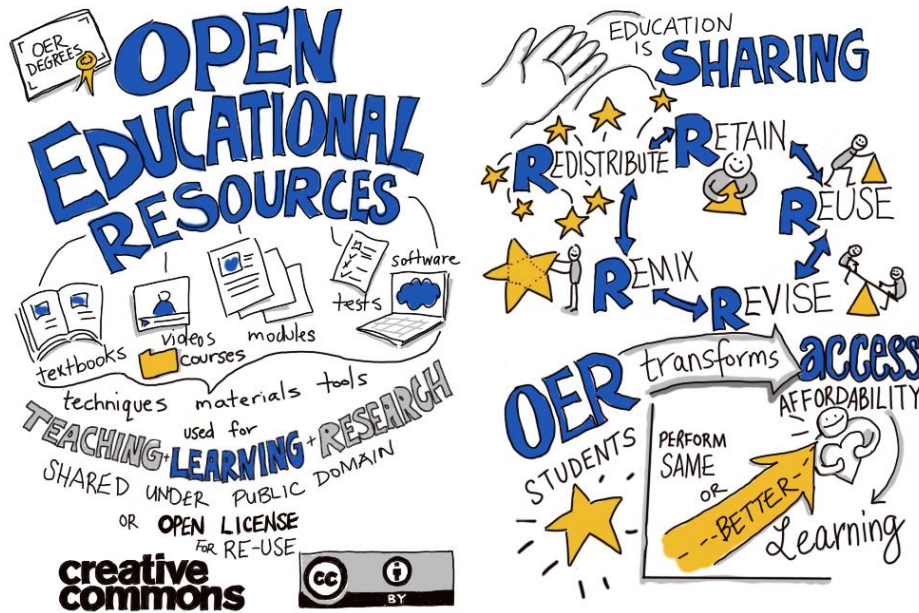 OER
DEGREES
OPEN
EDUCATIONAL
RESOURCES
textbooks
videos
courses
modules
tests
software
techniques materials tools
used for
TEACHING + LEARNING + RESEARCH
SHARED UNDER PUBLIC DOMAIN
OR OPEN LICENSE
FOR RE-USE
creative
commons
cc
BY
EDUCATION
IS
SHARING
REDISTRIBUTE
RETAIN
REUSE
REVISE
REMIX
OER transforms access
AFFORDABILITY
STUDENTS
PERFORM
SAME
OR
BETTER
Learning